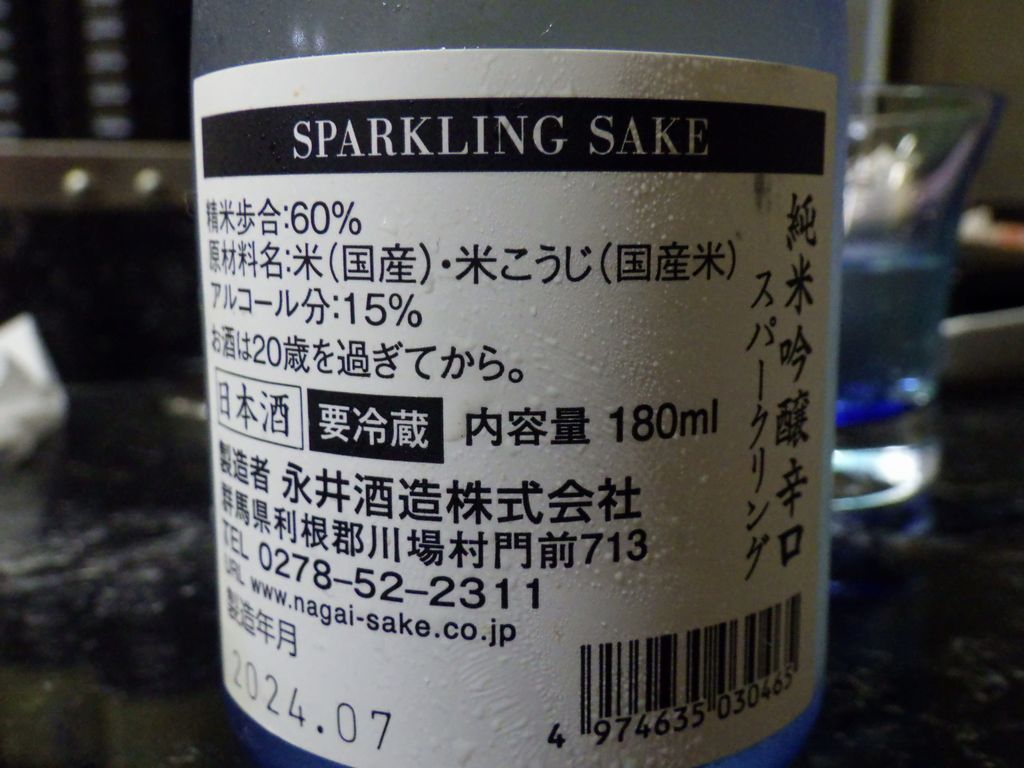 SPARKLING SAKE
純米吟醸辛口
スパークリング
精米歩合:60%
原材料名:米(国産)・米こうじ(国産米)
アルコール分:15%
お酒は20歳を過ぎてから。
日本酒 要冷蔵 内容量 180ml
製造者 永井酒造株式会社
群馬県利根郡川場村門前713
TEL 0278-52-2311
URL www.nagai-sake.co.jp
製造年月
2024.07
4 974635 030465